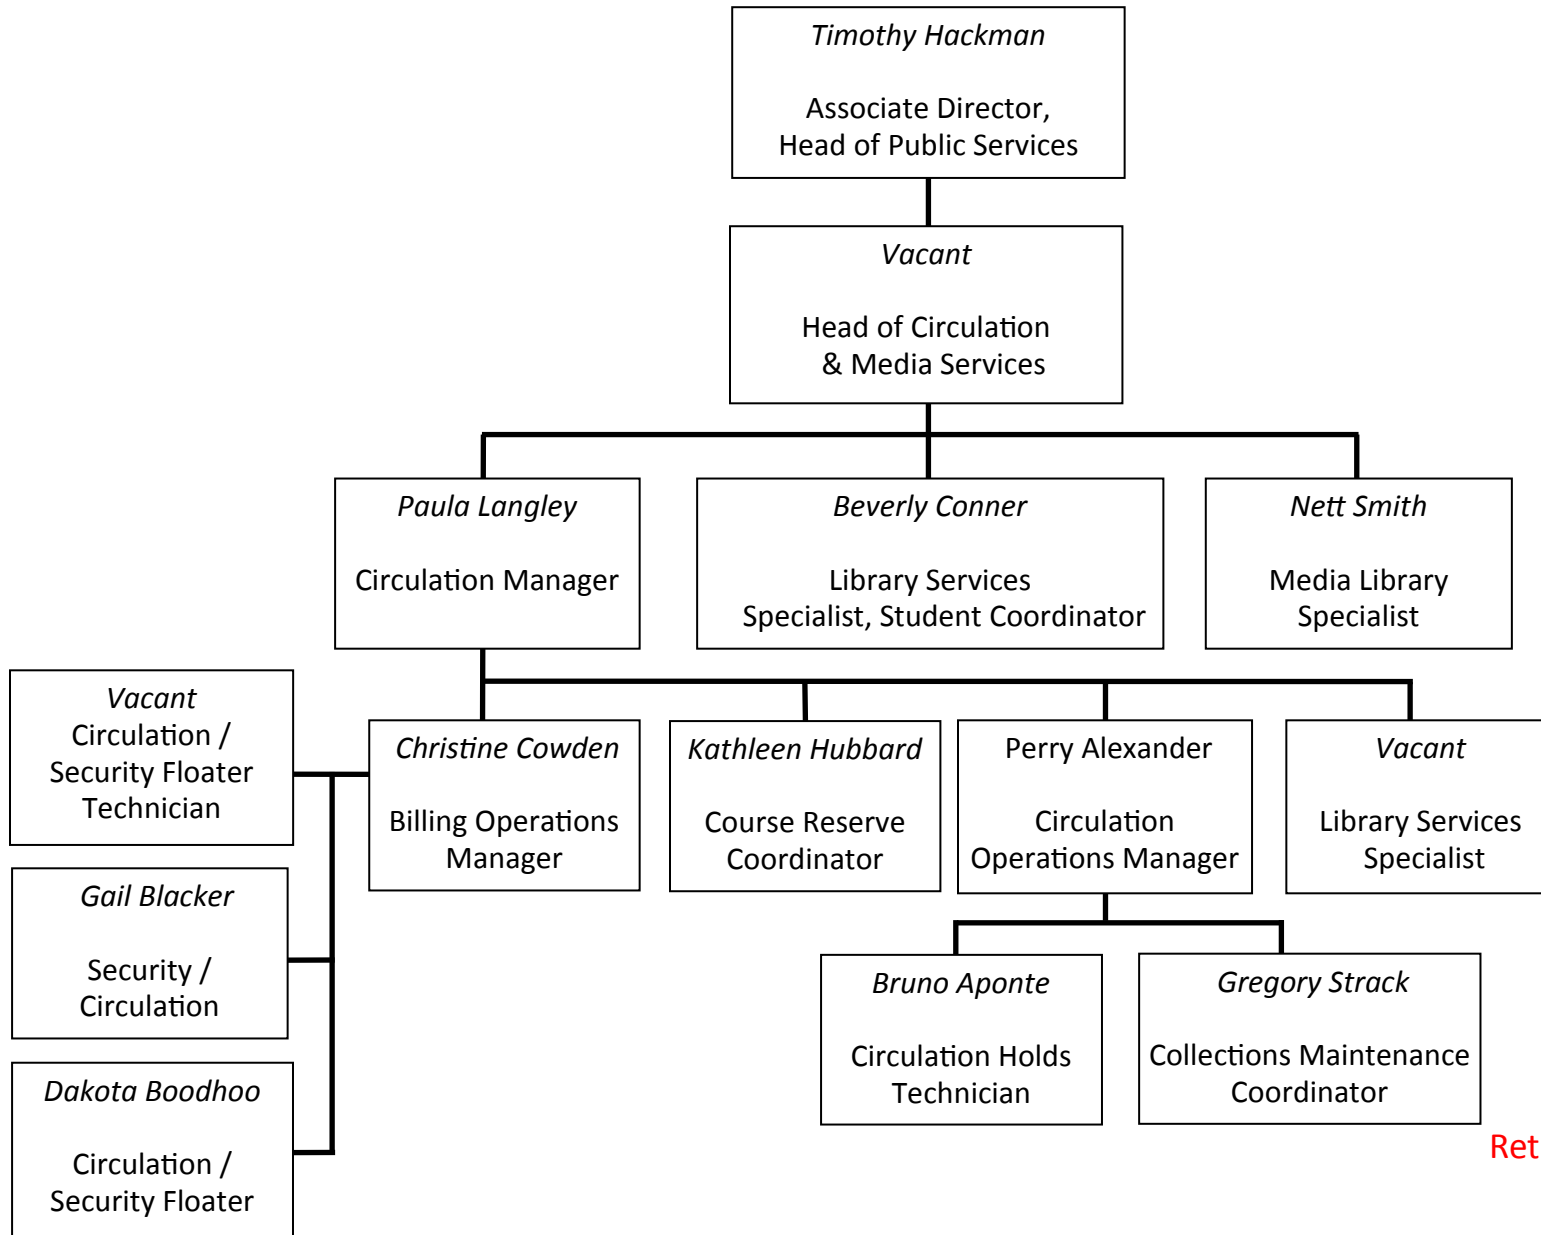 Timothy Hackman
Associate Director,
Head of Public Services
Vacant
Head of Circulation
& Media Services
Paula Langley
Circulation Manager
Beverly Conner
Library Services
Specialist, Student Coordinator
Nett Smith
Media Library
Specialist
Vacant
Circulation /
Security Floater
Technician
Christine Cowden
Billing Operations
Manager
Kathleen Hubbard
Course Reserve
Coordinator
Perry Alexander
Circulation
Operations Manager
Vacant
Library Services
Specialist
Gail Blacker
Security /
Circulation
Bruno Aponte
Circulation Holds
Technician
Gregory Strack
Collections Maintenance
Coordinator
Dakota Boodhoo
Circulation /
Security Floater
Ret